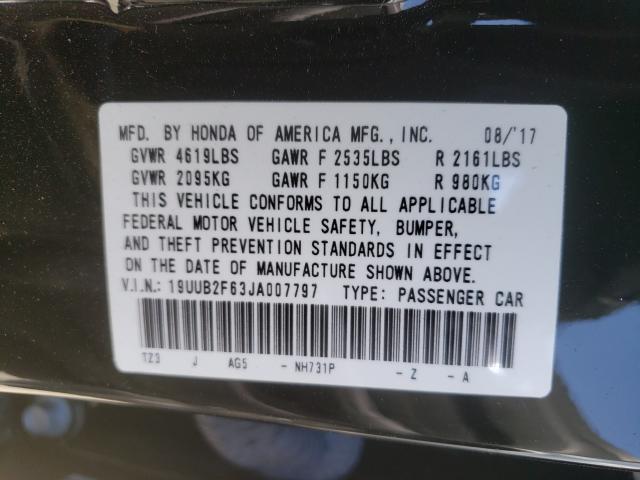 MFD. BY HONDA OF AMERICA MFG., INC. 08/'17
GVWR 4619LBS GAWR F 2535LBS R 2161LBS
GVWR 2095KG GAWR F 1150KG R 980KG
THIS VEHICLE CONFORMS TO ALL APPLICABLE
FEDERAL MOTOR VEHICLE SAFETY, BUMPER,
AND THEFT PREVENTION STANDARDS IN EFFECT
ON THE DATE OF MANUFACTURE SHOWN ABOVE.
V.I.N.: 19UUB2F63JA007797 TYPE: PASSENGER CAR
TZ3 J AG5 - NH731P - Z - A